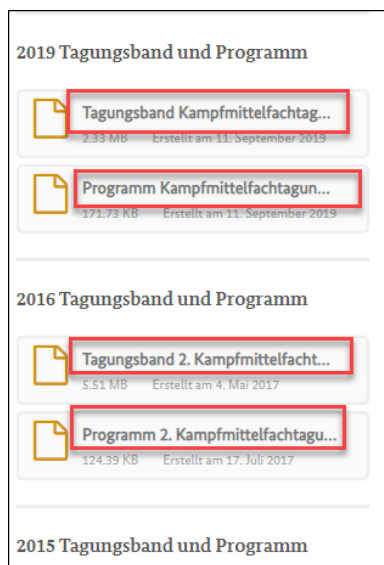 2019 Tagungsband und Programm
Tagungsband Kampfmittelfachtag...
2.33 MB Erstellt am 11. September 2019
Programm Kampfmittelfachtagun...
171.73 KB Erstellt am 11. September 2019
2016 Tagungsband und Programm
Tagungsband 2. Kampfmittelfacht...
5.51 MB Erstellt am 4. Mai 2017
Programm 2. Kampfmittelfachtagu...
124.39 KB Erstellt am 17. Juli 2017
2015 Tagungsband und Programm